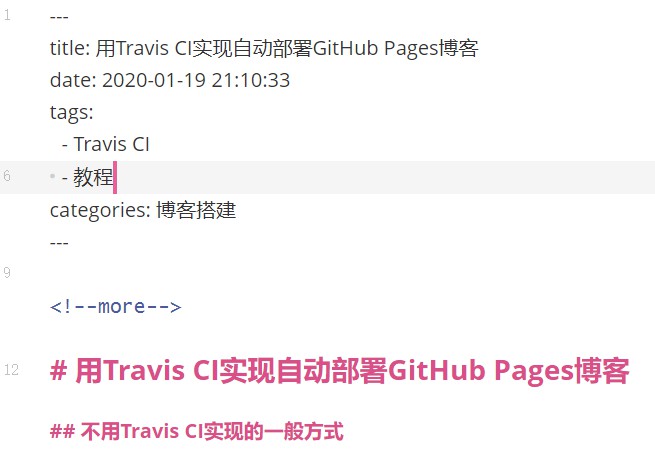 1 ---
title: 用Travis CI实现自动部署GitHub Pages博客
date: 2020-01-19 21:10:33
tags:
- Travis CI
6 - 教程
categories: 博客搭建
---
9
<!--more-->
12 # 用Travis CI实现自动部署GitHub Pages博客
## 不用Travis CI实现的一般方式